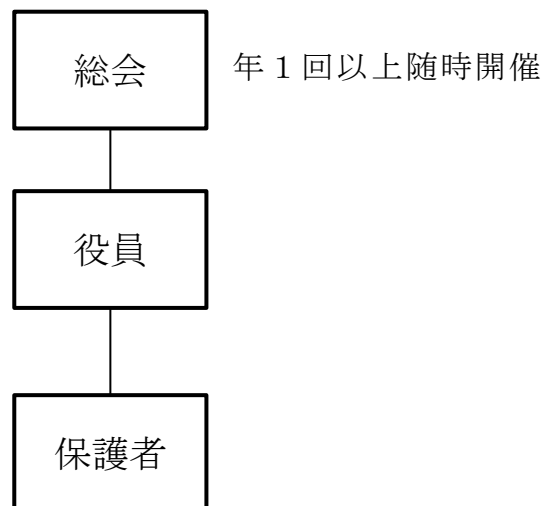 総会
年１回以上随時開催
役員
保護者